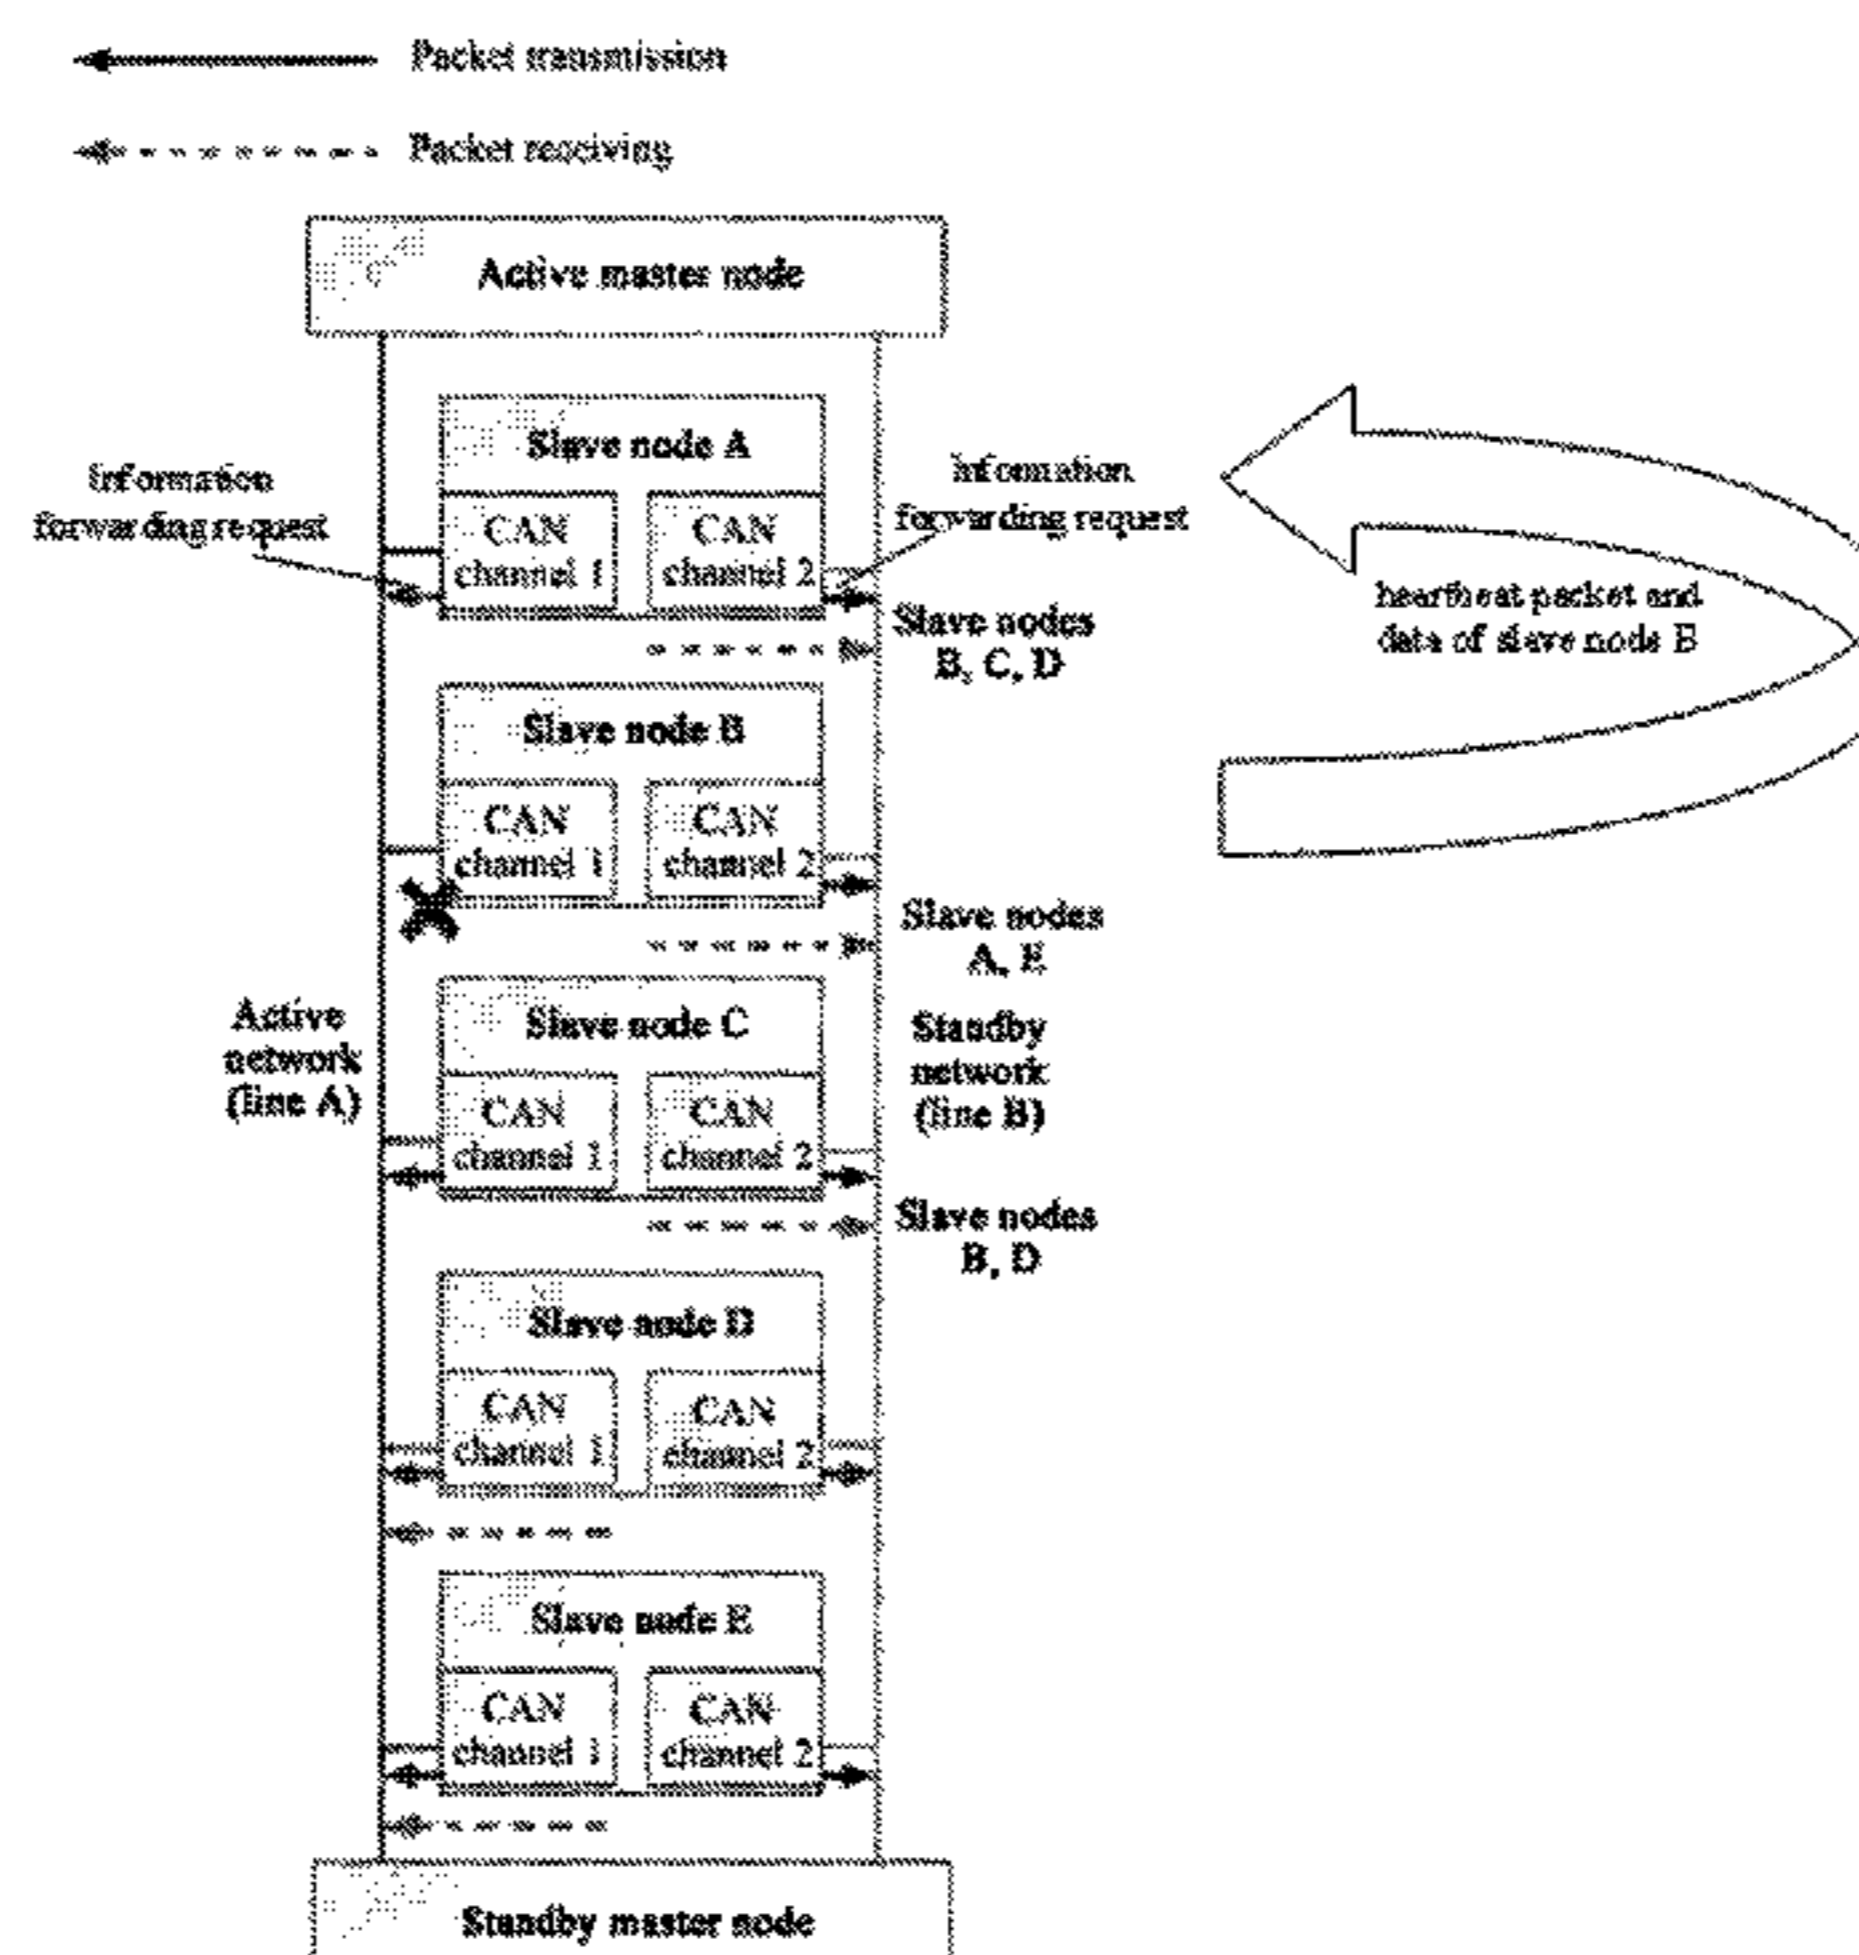 Packet transmission
Packet receiving
Active master node
Slave node A
CAN
channel 1
CAN
channel 2
Information
forwarding request
information
forwarding request
Slave nodes
B, C, D
heartbeat packet and
data of slave node B
Slave node B
CAN
channel 1
CAN
channel 2
Slave nodes
A, E
Active
network
(line A)
Slave node C
CAN
channel 1
CAN
channel 2
Standby
network
(line B)
Slave nodes
B, D
Slave node D
CAN
channel 1
CAN
channel 2
Slave node E
CAN
channel 1
CAN
channel 2
Standby master node